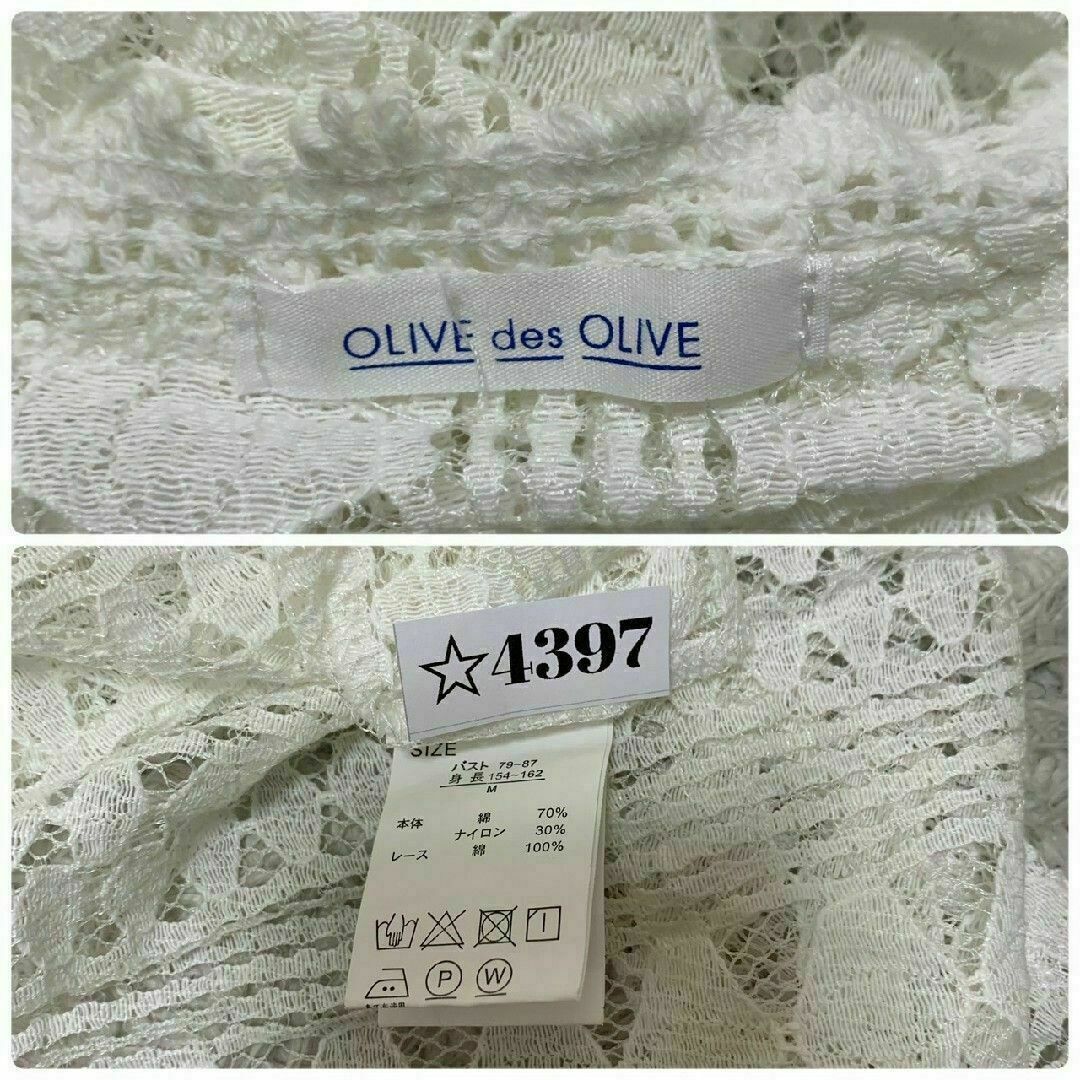 OLIVE des OLIVE
☆4397
SIZE
バスト 79-87
身長 154-162
M
本体 綿 70%
ナイロン 30%
レース 綿 100%
P W